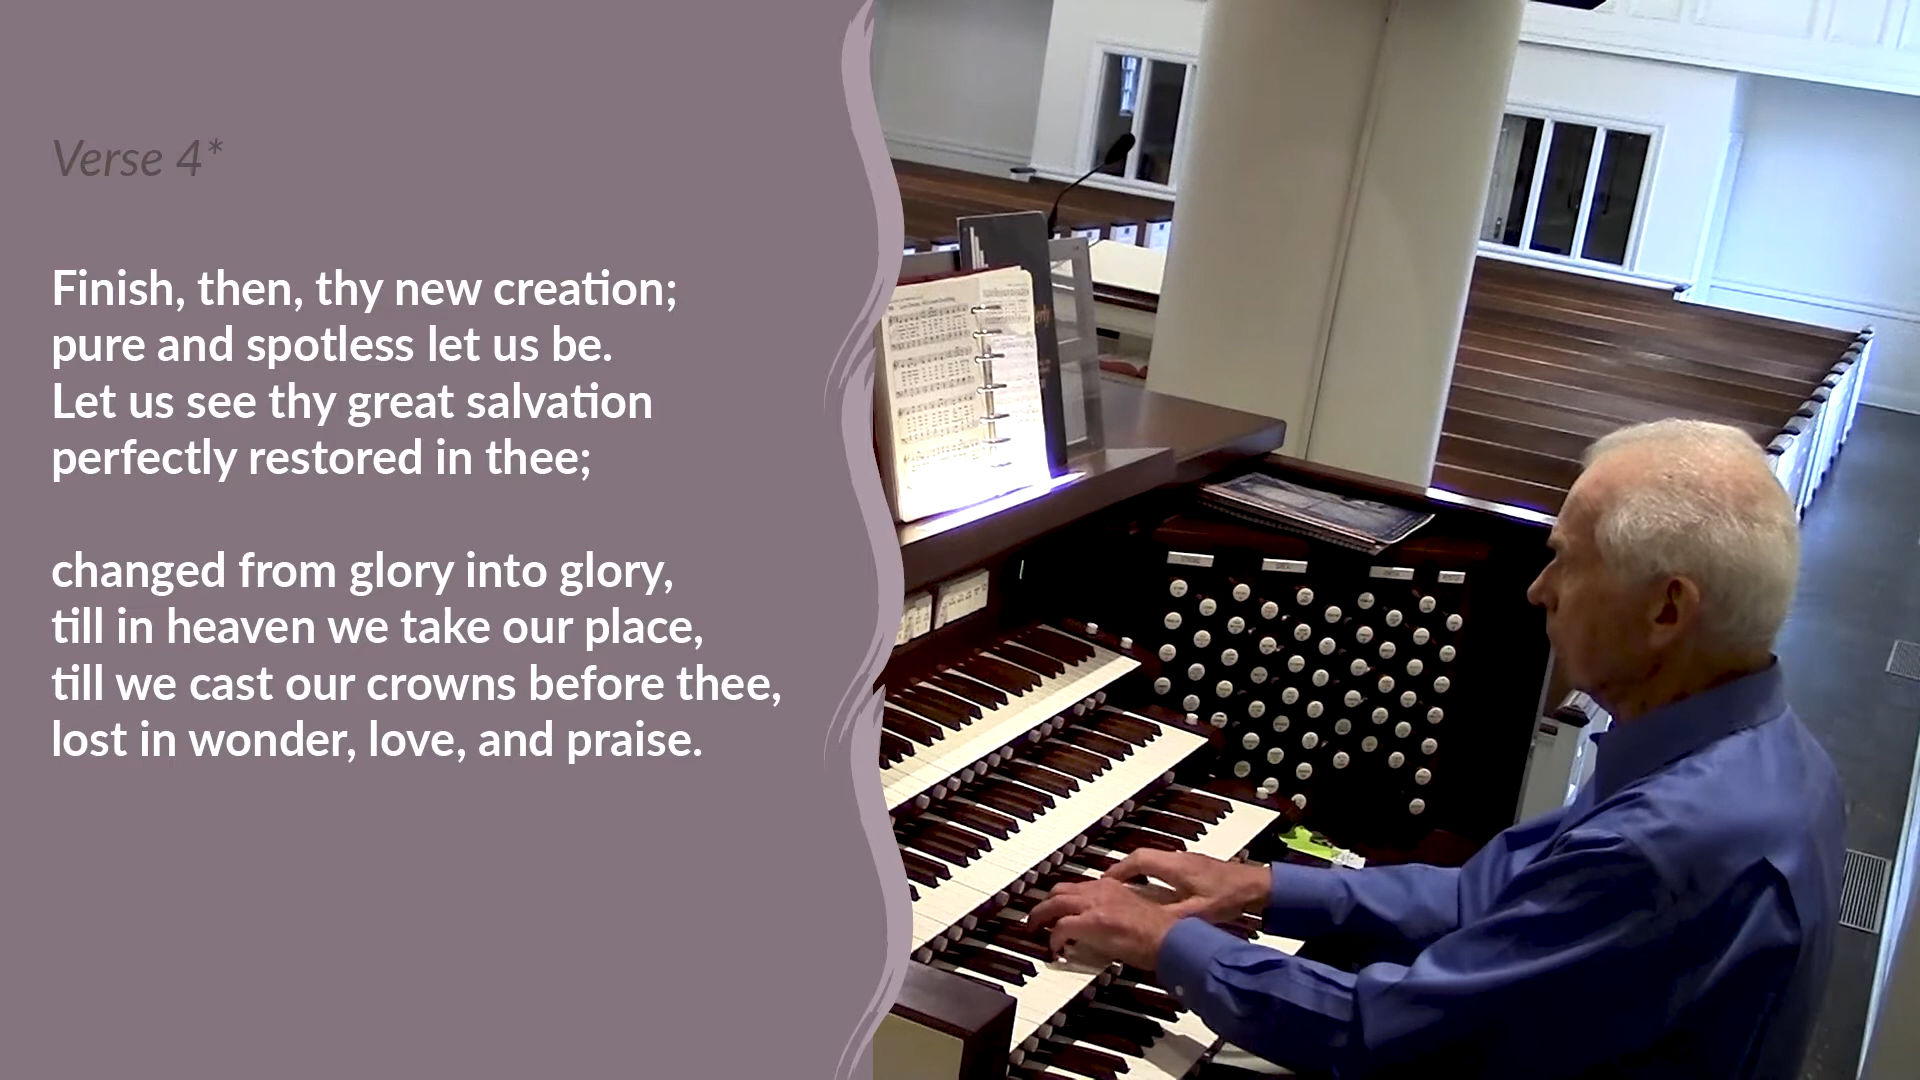 Verse 4*
Finish, then, thy new creation;
pure and spotless let us be.
Let us see thy great salvation
perfectly restored in thee;
changed from glory into glory,
till in heaven we take our place,
till we cast our crowns before thee,
lost in wonder, love, and praise.